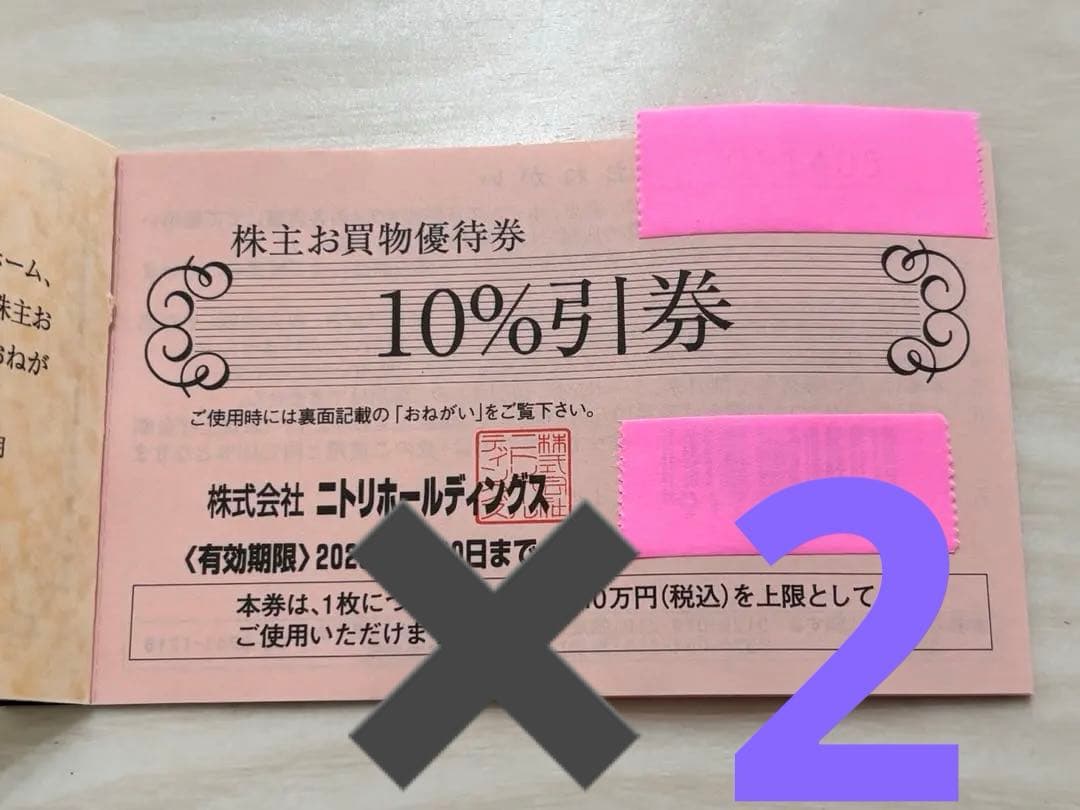 ホーム、
株主お
おねが
月
株主お買物優待券
10%引券
ご使用時には裏面記載の「おねがい」をご覧下さい。
株式会社 ニトリホールディングス
〈有効期限〉202 0日まで
本券は、1枚につ 10万円(税込)を上限として
ご使用いただけま
×2